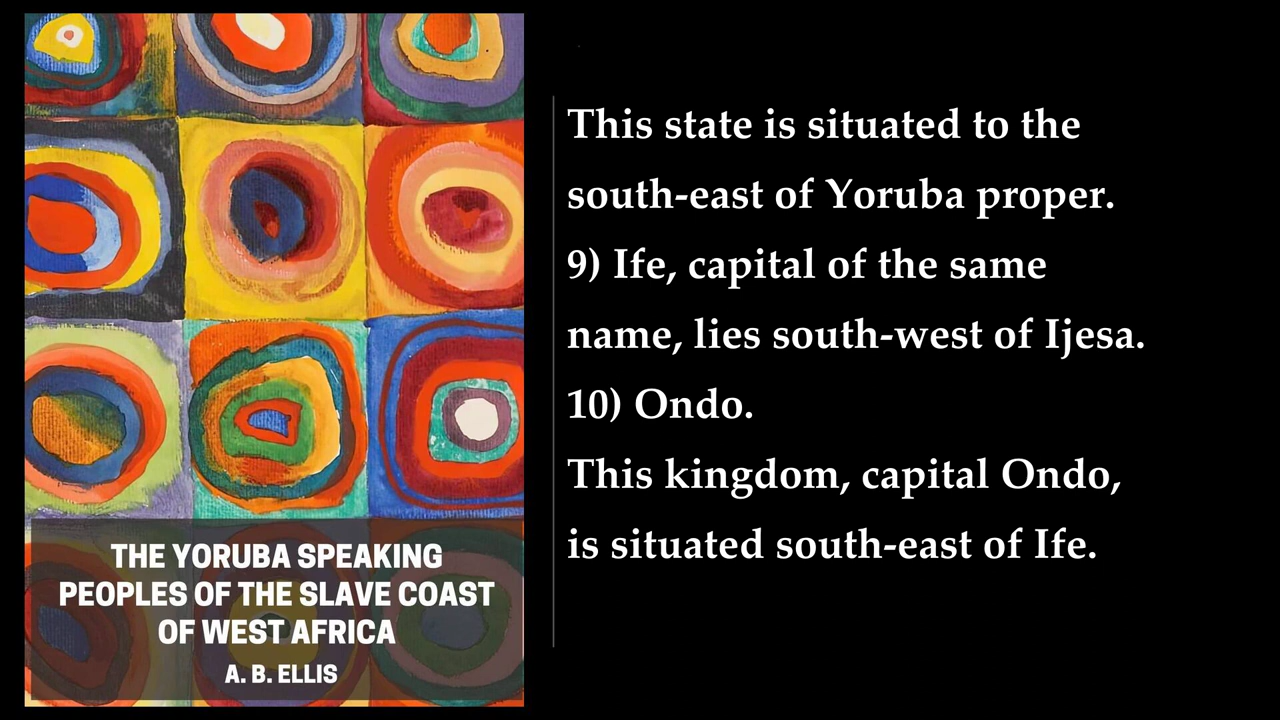 THE YORUBA SPEAKING
PEOPLES OF THE SLAVE COAST
OF WEST AFRICA
A. B. ELLIS
This state is situated to the
south-east of Yoruba proper.
9) Ife, capital of the same
name, lies south-west of Ijesa.
10) Ondo.
This kingdom, capital Ondo,
is situated south-east of Ife.